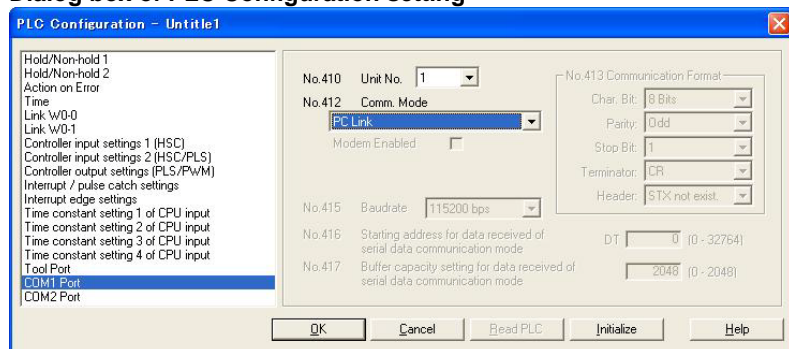 Dialog box of PLC Configuration setting
PLC Configuration - Untitle1
Hold/Non-hold 1
Hold/Non-hold 2
Action on Error
Time
Link W0-0
Link W0-1
Controller input settings 1 (HSC)
Controller input settings 2 (HSC/PLS)
Controller output settings (PLS/PWM)
Interrupt / pulse catch settings
Interrupt edge settings
Time constant setting 1 of CPU input
Time constant setting 2 of CPU input
Time constant setting 3 of CPU input
Time constant setting 4 of CPU input
Tool Port
COM1 Port
COM2 Port
No.410 Unit No. 1
No.412 Comm. Mode
PC Link
Modem Enabled
No.413 Communication Format
Char. Bit: 8 Bits
Parity: Odd
Stop Bit: 1
Terminator: CR
Header: STX not exist.
No.415 Baudrate 115200 bps
No.416 Starting address for data received of
serial data communication mode
DT 0 (0 - 32764)
No.417 Buffer capacity setting for data received of
serial data communication mode
2048 (0 - 2048)
OK Cancel Read PLC Initialize Help